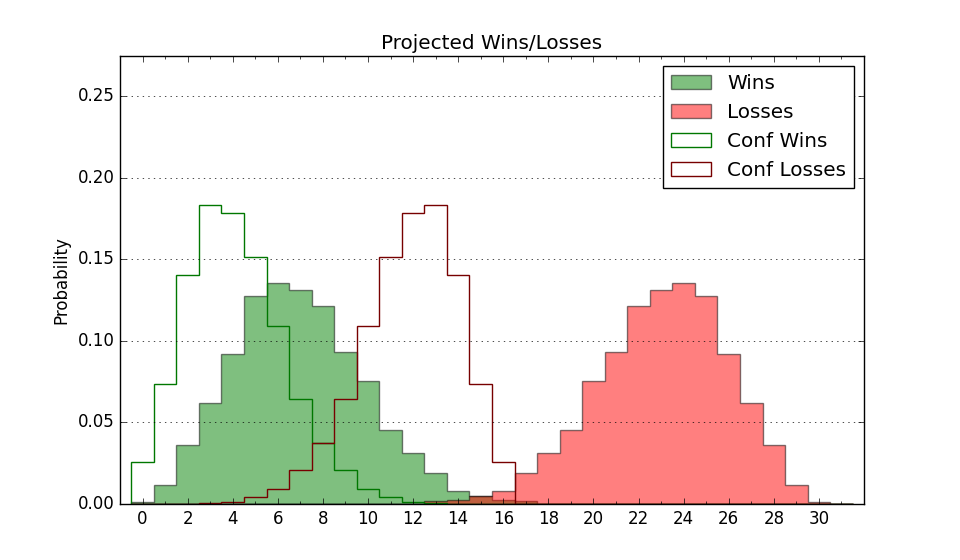 Projected Wins/Losses
Probability
0.25
0.20
0.15
0.10
0.05
0.00
0 2 4 6 8 10 12 14 16 18 20 22 24 26 28 30
Wins
Losses
Conf Wins
Conf Losses